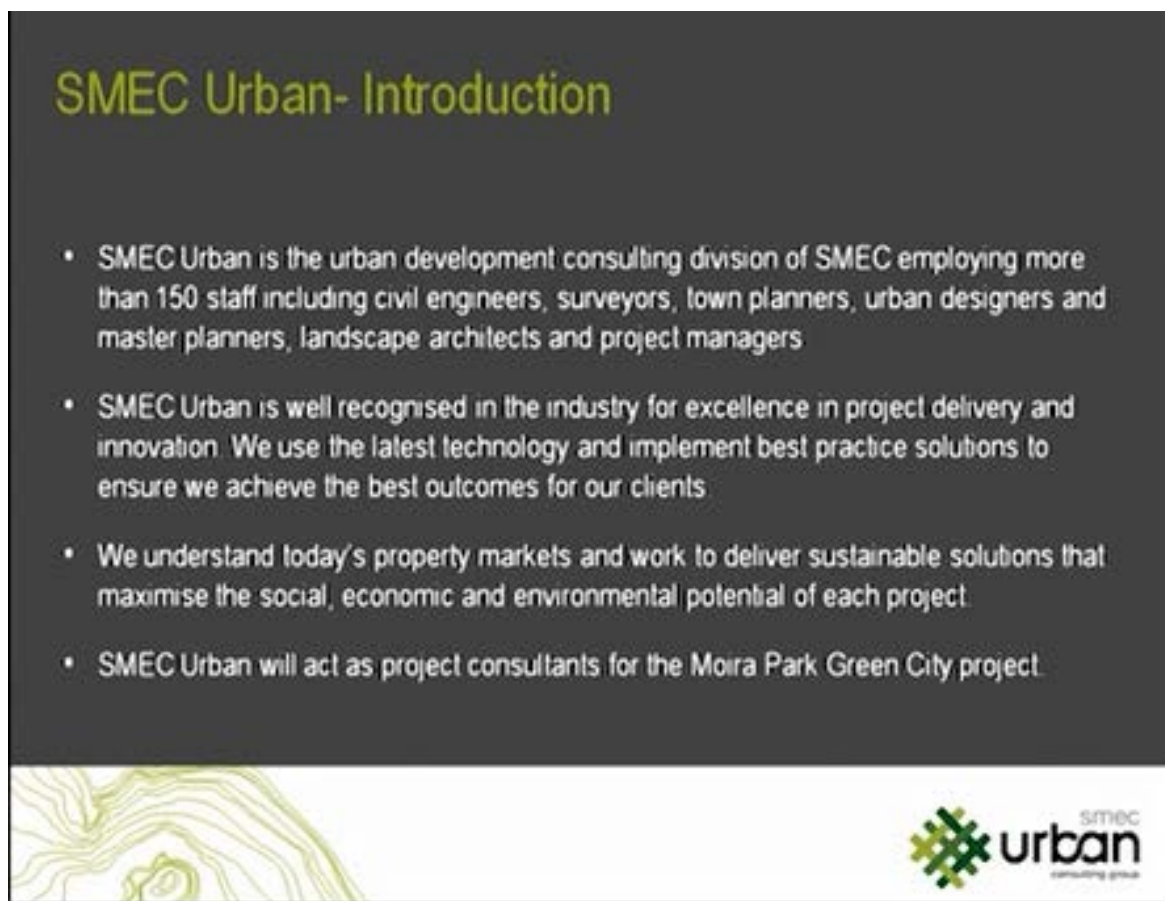 SMEC Urban- Introduction
• SMEC Urban is the urban development consulting division of SMEC employing more
than 150 staff including civil engineers, surveyors, town planners, urban designers and
master planners, landscape architects and project managers
• SMEC Urban is well recognised in the industry for excellence in project delivery and
innovation. We use the latest technology and implement best practice solutions to
ensure we achieve the best outcomes for our clients
• We understand today's property markets and work to deliver sustainable solutions that
maximise the social, economic and environmental potential of each project.
• SMEC Urban will act as project consultants for the Moira Park Green City project.
smec
urban
consulting group